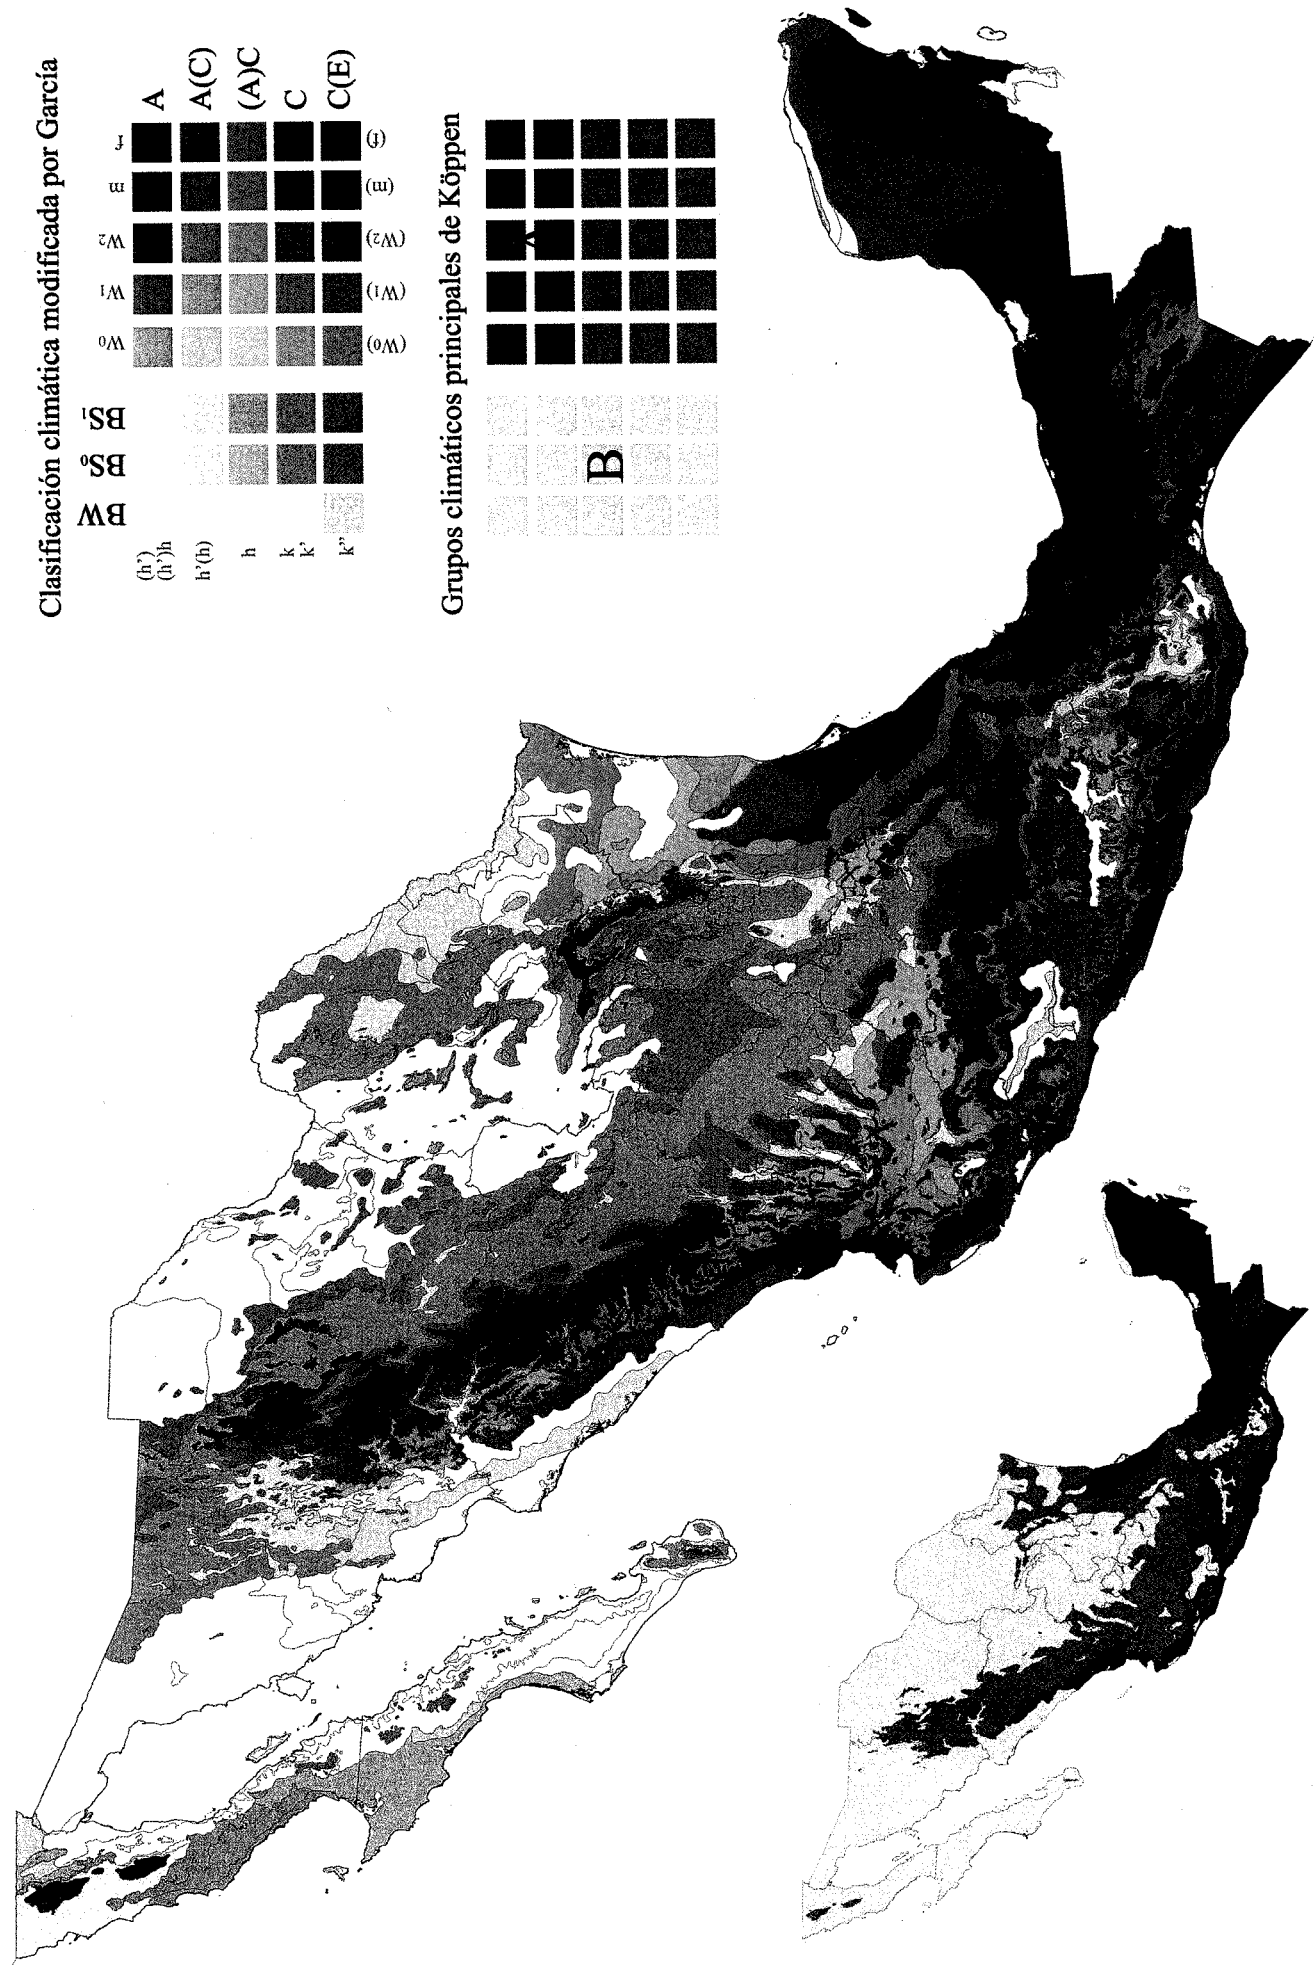 Clasificación climática modificada por García
BW BS₀ BS₁ W₀ W₁ W₂ m f
(h')
(h')h
A
h'(h)
A(C)
h
(A)C
k
k'
C
k''
C(E)
(W₀) (W₁) (W₂) (m) (f)
Grupos climáticos principales de Köppen
B